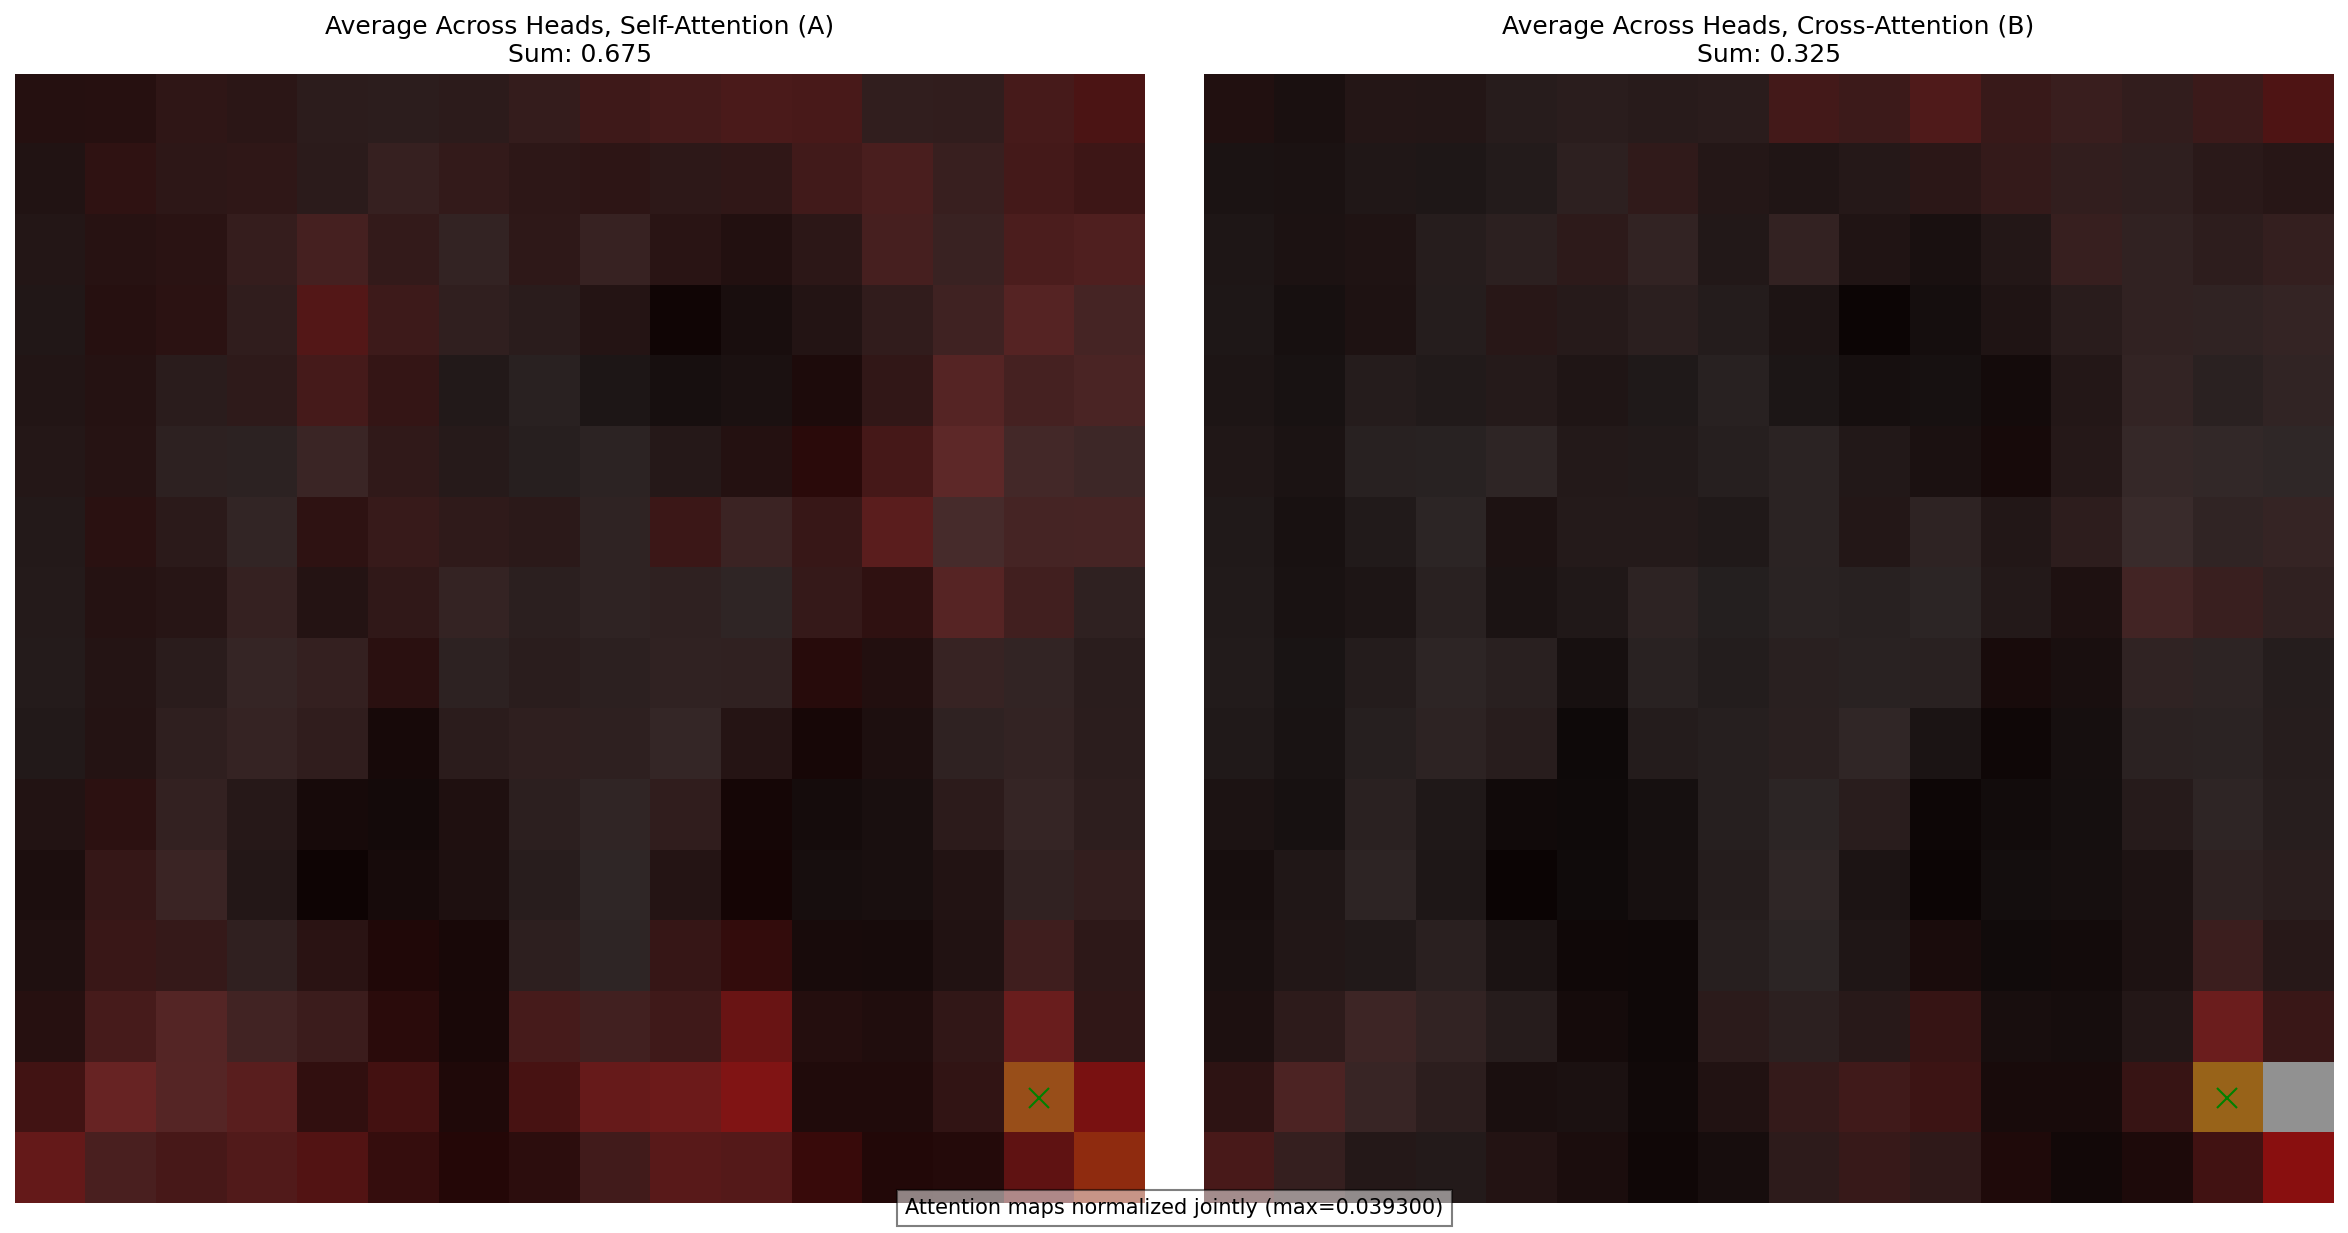 Average Across Heads, Self-Attention (A)
Sum: 0.675
Average Across Heads, Cross-Attention (B)
Sum: 0.325
Attention maps normalized jointly (max=0.039300)